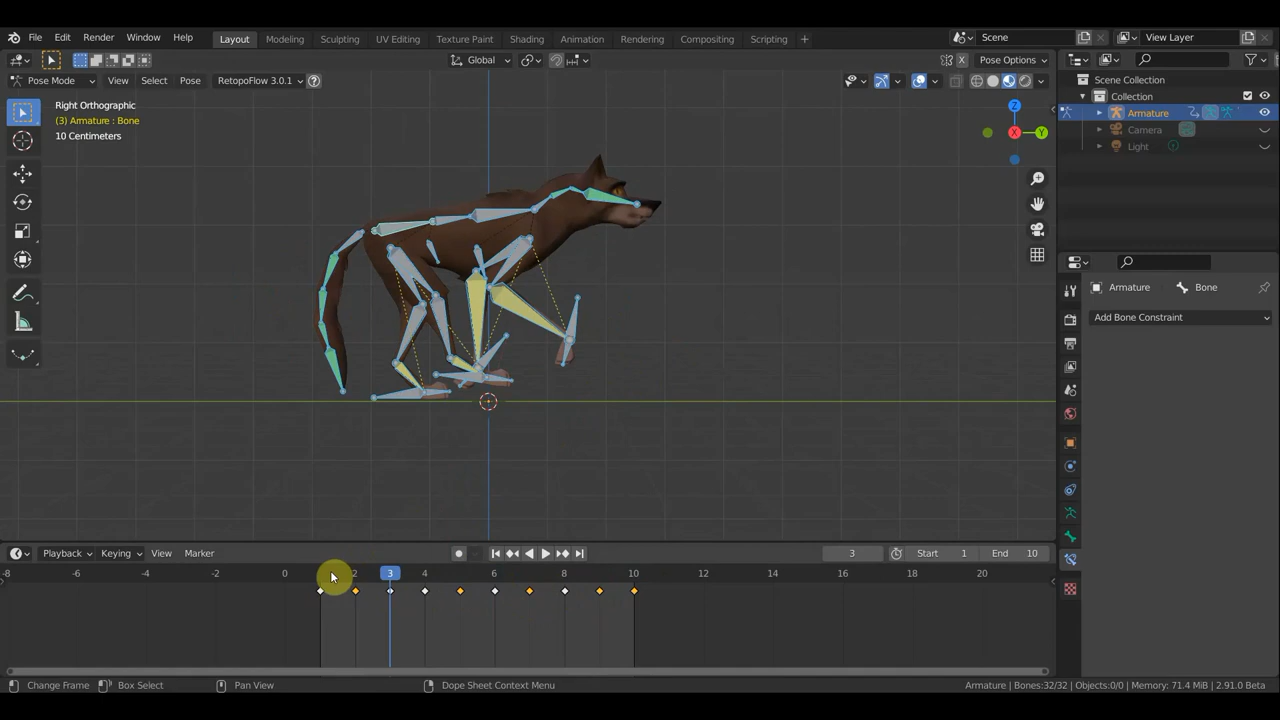 File Edit Render Window Help Layout Modeling Sculpting UV Editing Texture Paint Shading Animation Rendering Compositing Scripting + Scene View Layer
Global Pose Options
Pose Mode View Select Pose RetopoFlow 3.0.1
Right Orthographic
(3) Armature : Bone
10 Centimeters
Z
X
Y
Scene Collection
Collection
Armature
Camera
Light
Armature Bone
Add Bone Constraint
Playback Keying View Marker 3 Start 1 End 10
-8 -6 -4 -2 0 2 3 4 6 8 10 12 14 16 18 20
Change Frame Box Select Pan View Dope Sheet Context Menu Armature | Bones:32/32 | Objects:0/0 | Memory: 71.4 MiB | 2.91.0 Beta